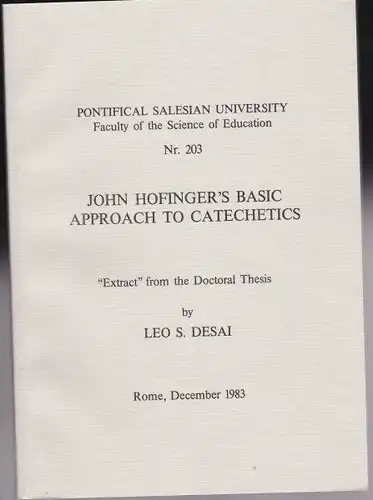 PONTIFICAL SALESIAN UNIVERSITY
Faculty of the Science of Education
Nr. 203
JOHN HOFINGER'S BASIC
APPROACH TO CATECHETICS
"Extract" from the Doctoral Thesis
by
LEO S. DESAI
Rome, December 1983